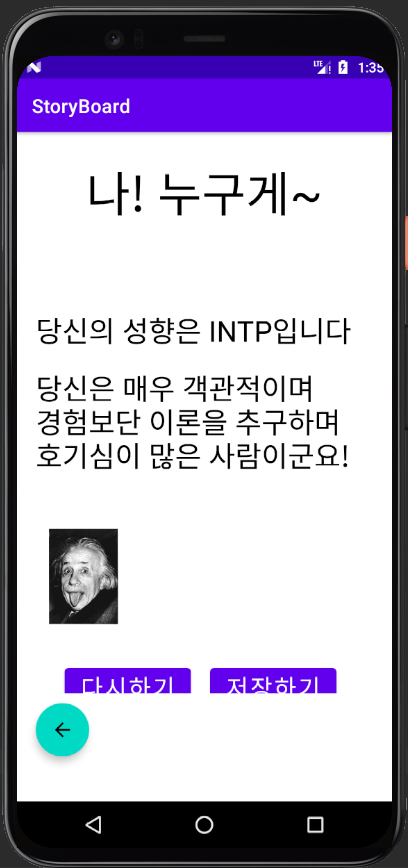 LTE 1:35
StoryBoard
나! 누구게~
당신의 성향은 INTP입니다
당신은 매우 객관적이며
경험보단 이론을 추구하며
호기심이 많은 사람이군요!
다시하기 저장하기